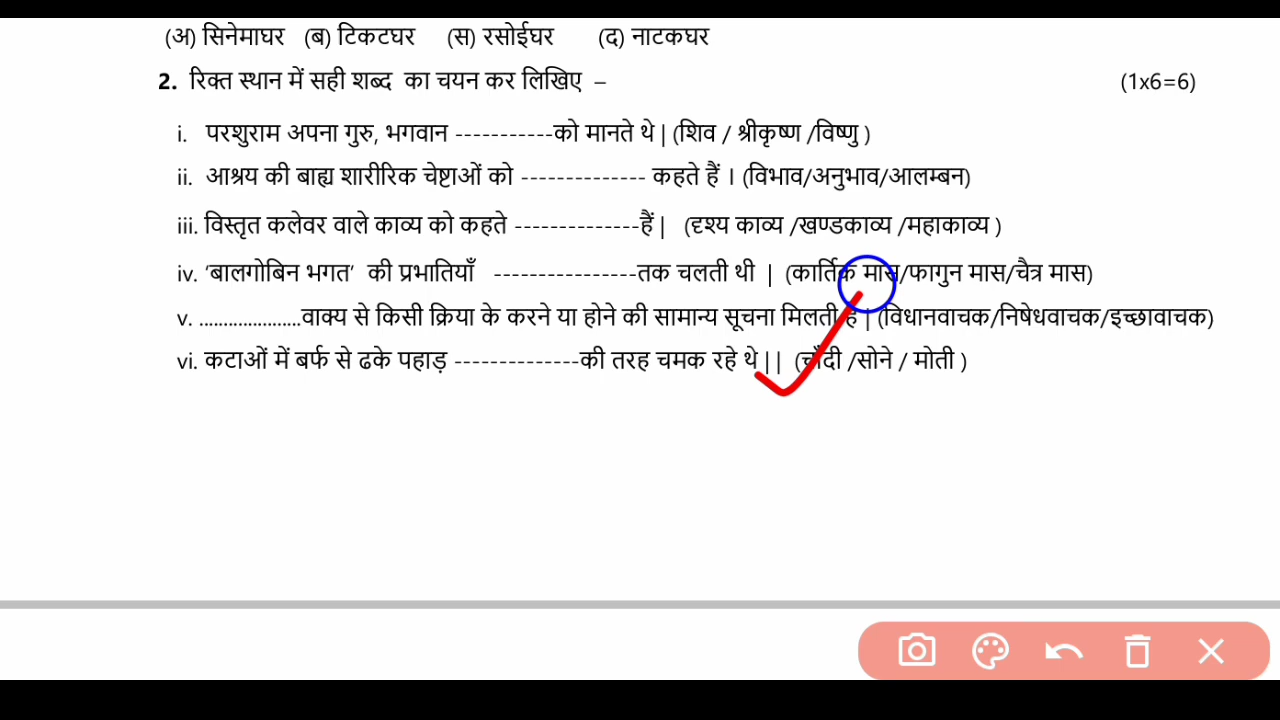 (अ) सिनेमाघर (ब) टिकटघर (स) रसोईघर (द) नाटकघर
2. रिक्त स्थान में सही शब्द का चयन कर लिखिए – (1x6=6)
i. परशुराम अपना गुरु, भगवान -----------को मानते थे | (शिव / श्रीकृष्ण /विष्णु )
ii. आश्रय की बाह्य शारीरिक चेष्टाओं को -------------- कहते हैं । (विभाव/अनुभाव/आलम्बन)
iii. विस्तृत कलेवर वाले काव्य को कहते --------------हैं | (दृश्य काव्य /खण्डकाव्य /महाकाव्य )
iv. ‘बालगोबिन भगत’ की प्रभातियाँ ----------------तक चलती थी | (कार्तिक मास/फागुन मास/चैत्र मास)
v. .....................वाक्य से किसी क्रिया के करने या होने की सामान्य सूचना मिलती है | (विधानवाचक/निषेधवाचक/इच्छावाचक)
vi. कटाओं में बर्फ से ढके पहाड़ --------------की तरह चमक रहे थे || (चाँदी /सोने / मोती )